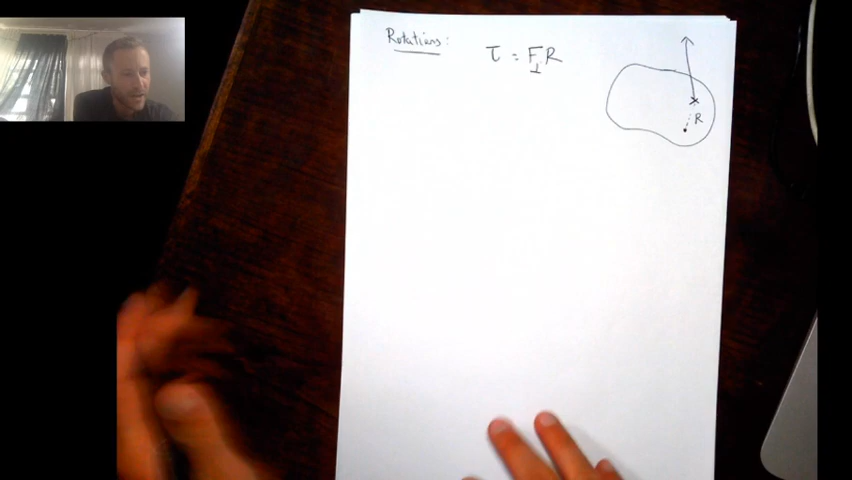 Rotations:
τ = F⊥R
R